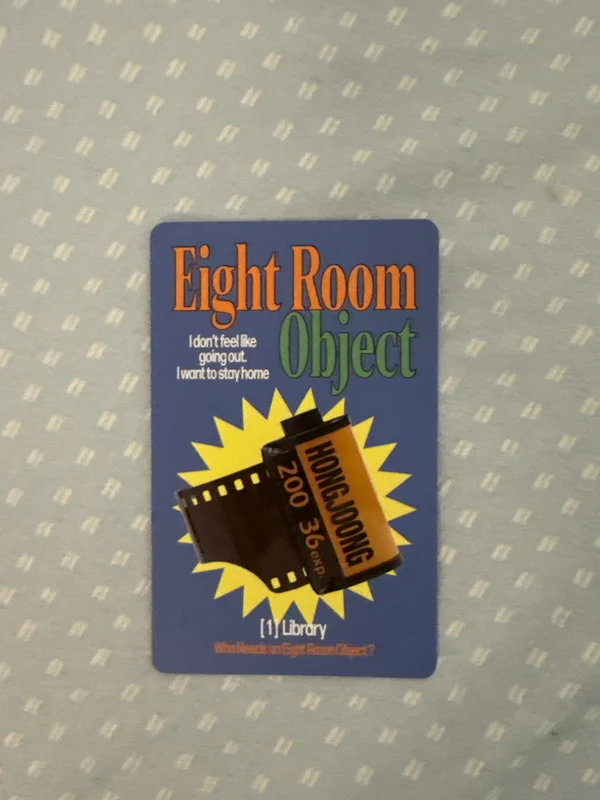 Eight Room
Object
I don't feel like
going out.
I want to stay home
HONGJOONG
200 36exp.
[1] Library
Who Needs an Eight Room Object ?